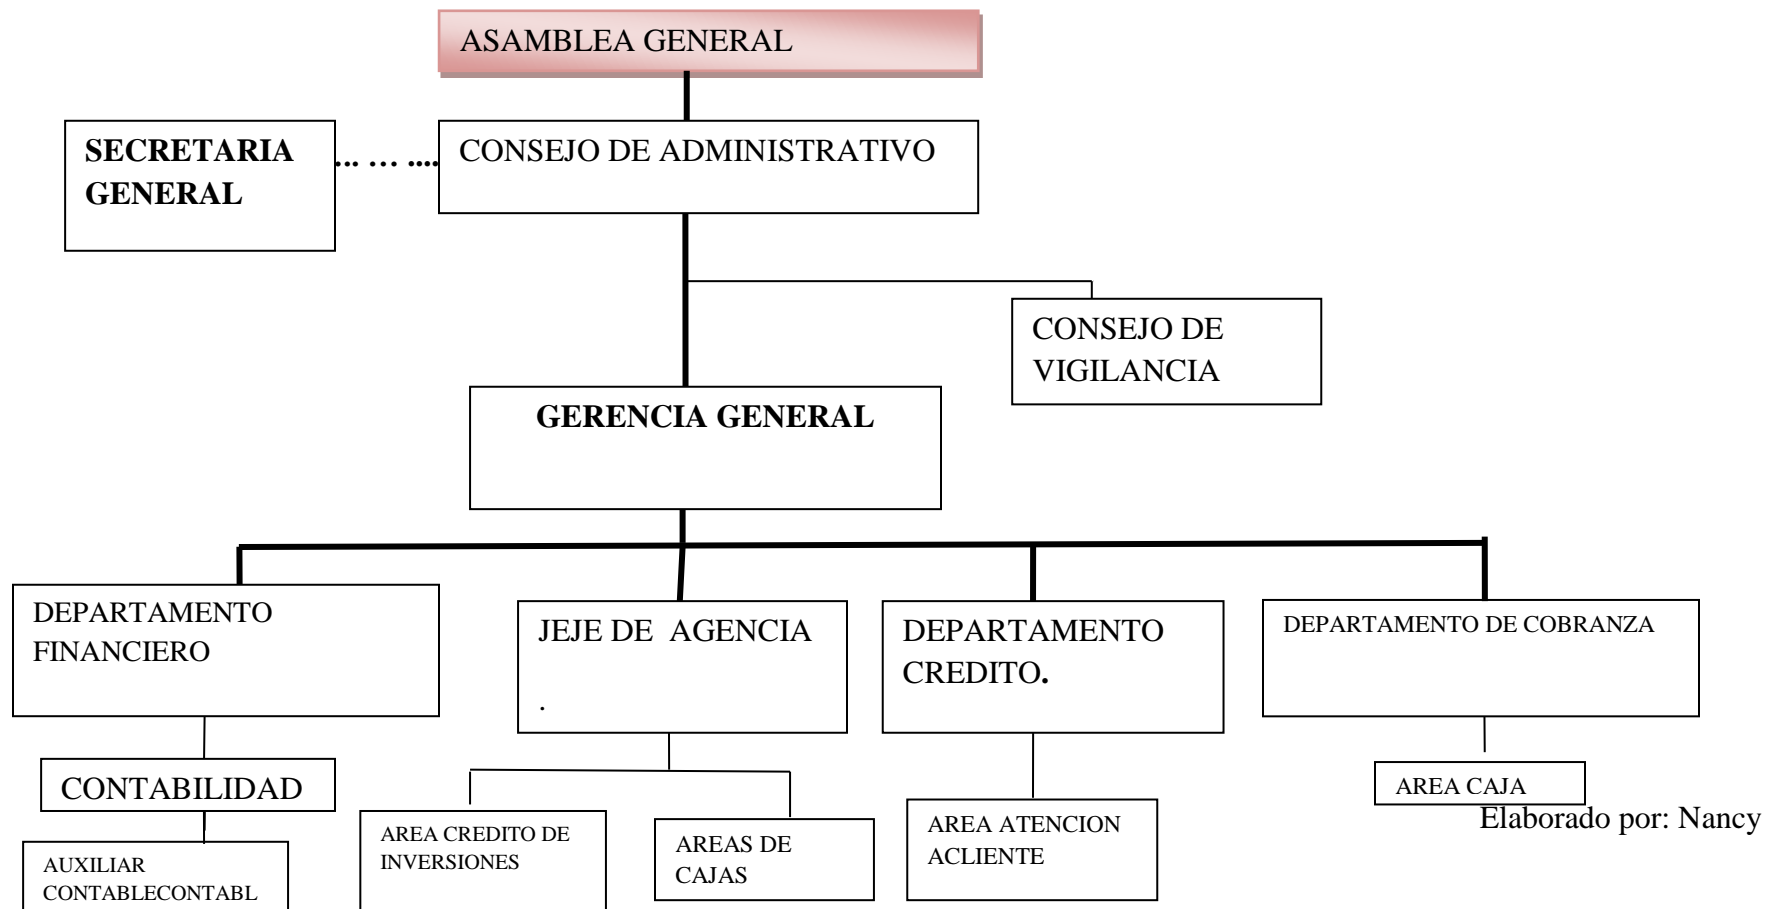 ASAMBLEA GENERAL
SECRETARIA
GENERAL
... ... ....
CONSEJO DE ADMINISTRATIVO
CONSEJO DE
VIGILANCIA
GERENCIA GENERAL
DEPARTAMENTO
FINANCIERO
JEJE DE AGENCIA
.
DEPARTAMENTO
CREDITO.
DEPARTAMENTO DE COBRANZA
CONTABILIDAD
AUXILIAR
CONTABLECONTABL
AREA CREDITO DE
INVERSIONES
AREAS DE
CAJAS
AREA ATENCION
ACLIENTE
AREA CAJA
Elaborado por: Nancy